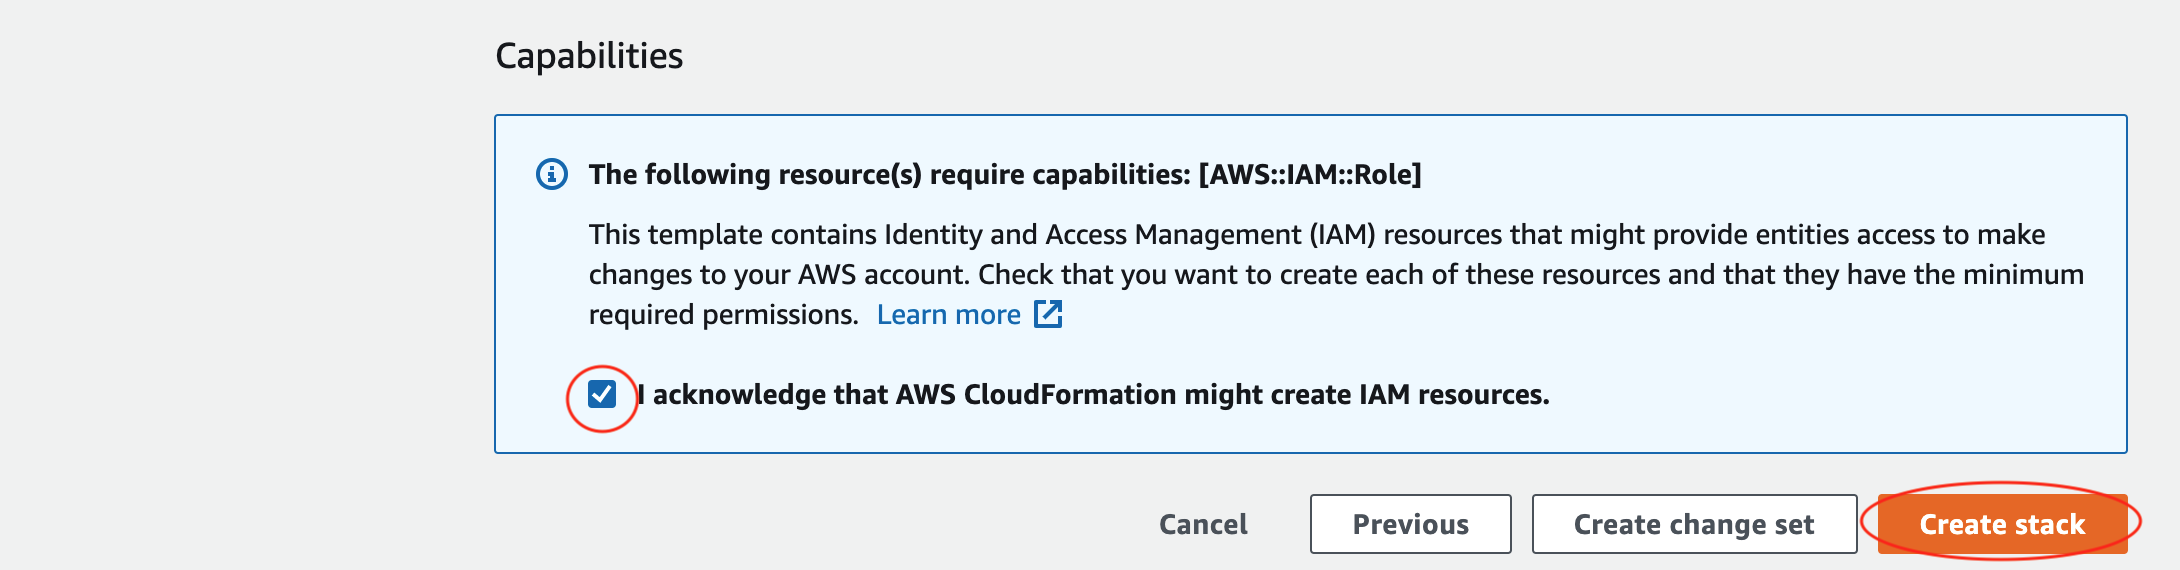 Capabilities
The following resource(s) require capabilities: [AWS::IAM::Role]
This template contains Identity and Access Management (IAM) resources that might provide entities access to make
changes to your AWS account. Check that you want to create each of these resources and that they have the minimum
required permissions. Learn more
I acknowledge that AWS CloudFormation might create IAM resources.
Cancel Previous Create change set Create stack